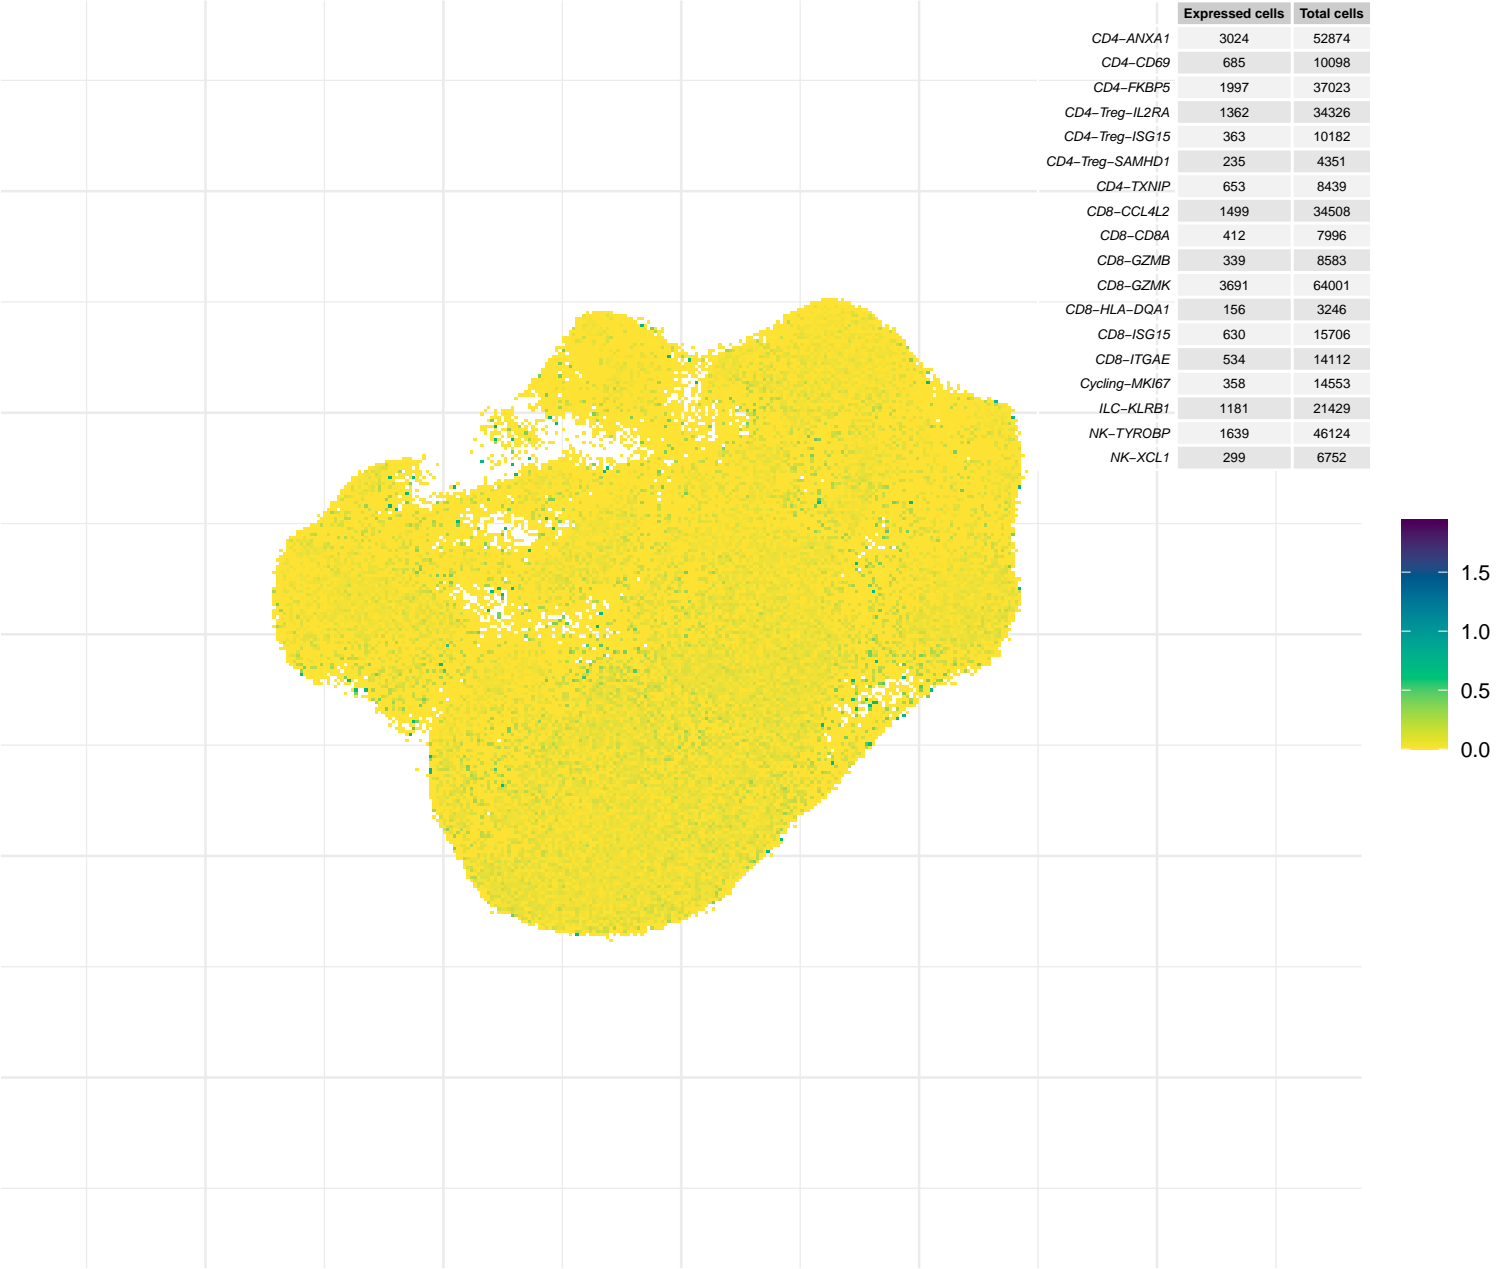 Expressed cells Total cells
CD4−ANXA1 3024 52874
CD4−CD69 685 10098
CD4−FKBP5 1997 37023
CD4−Treg−IL2RA 1362 34326
CD4−Treg−ISG15 363 10182
CD4−Treg−SAMHD1 235 4351
CD4−TXNIP 653 8439
CD8−CCL4L2 1499 34508
CD8−CD8A 412 7996
CD8−GZMB 339 8583
CD8−GZMK 3691 64001
CD8−HLA−DQA1 156 3246
CD8−ISG15 630 15706
CD8−ITGAE 534 14112
Cycling−MKI67 358 14553
ILC−KLRB1 1181 21429
NK−TYROBP 1639 46124
NK−XCL1 299 6752
1.5
1.0
0.5
0.0